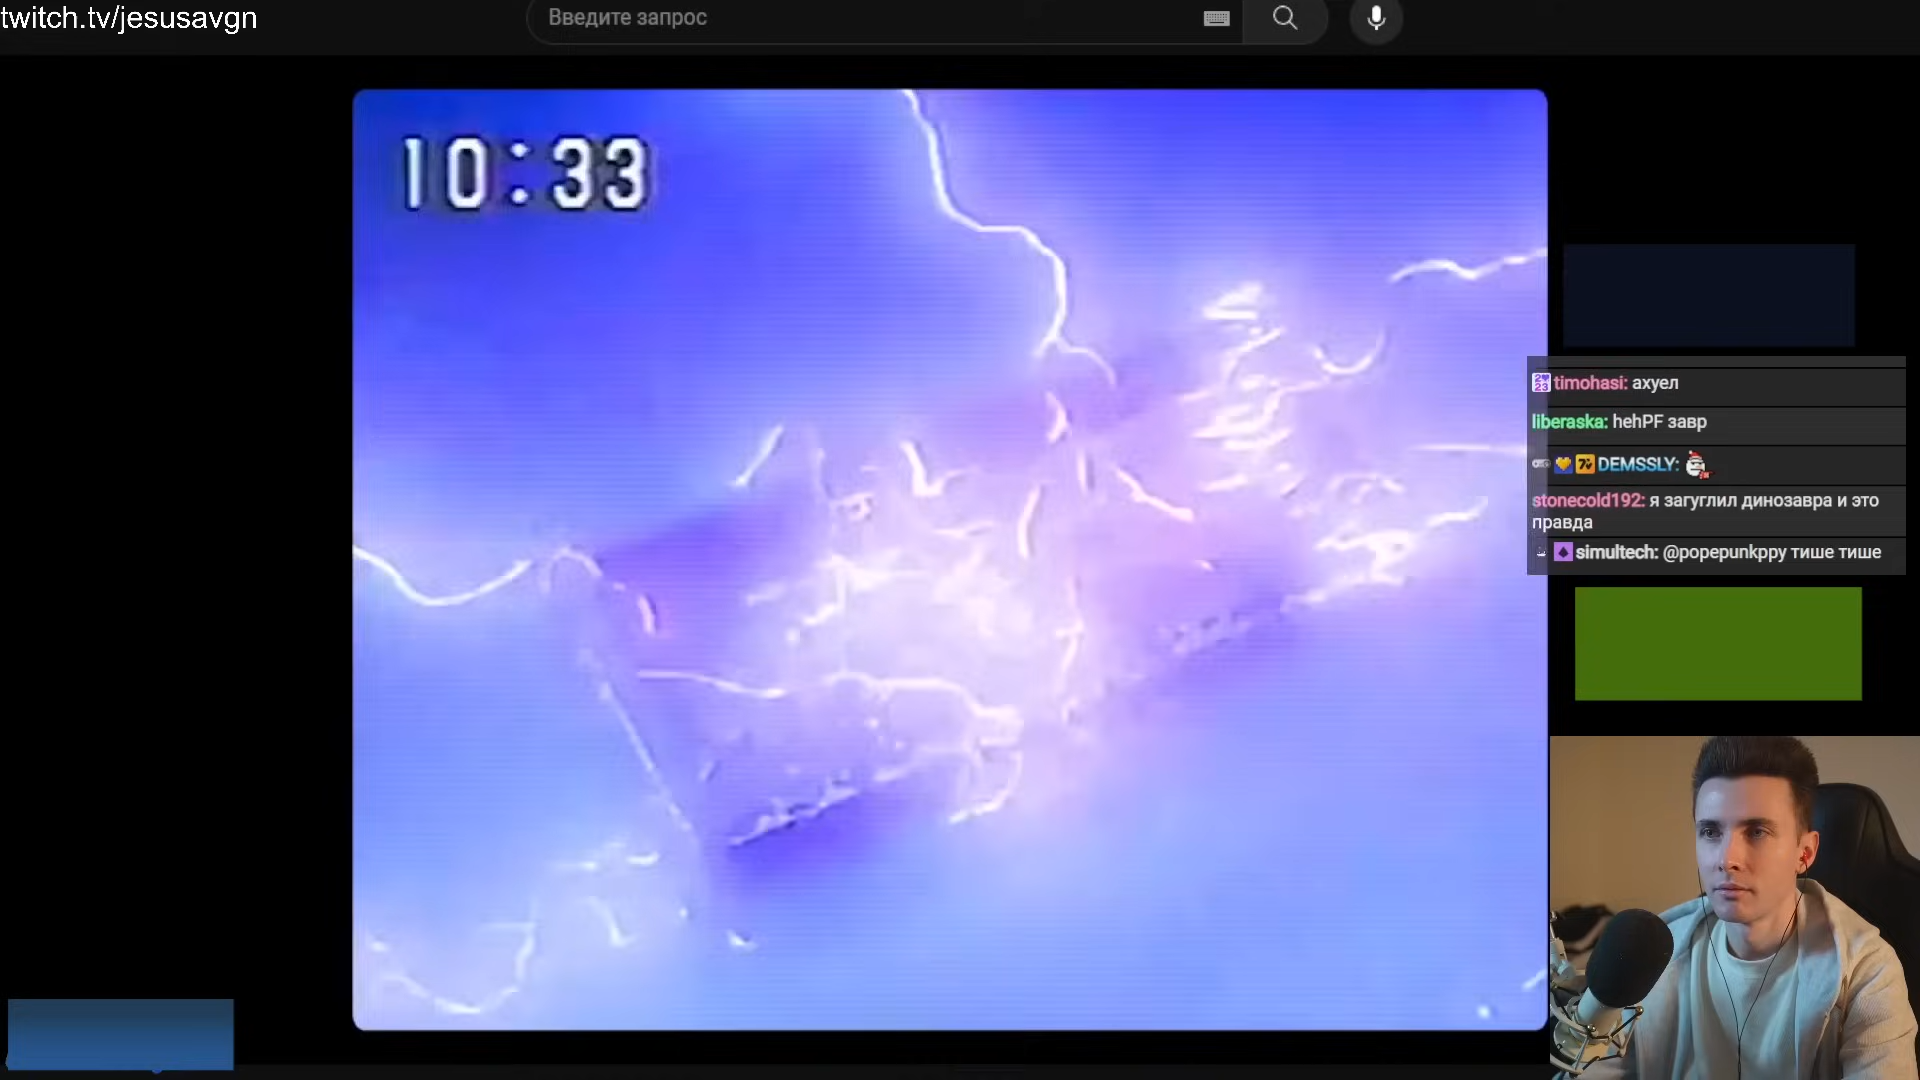 twitch.tv/jesusavgn
Введите запрос
10:33
timohasi: ахуел
liberaska: hehPF завр
DEMSSLY:
stonecold192: я загуглил динозавра и это
правда
simultech: @popepunkppy тише тише